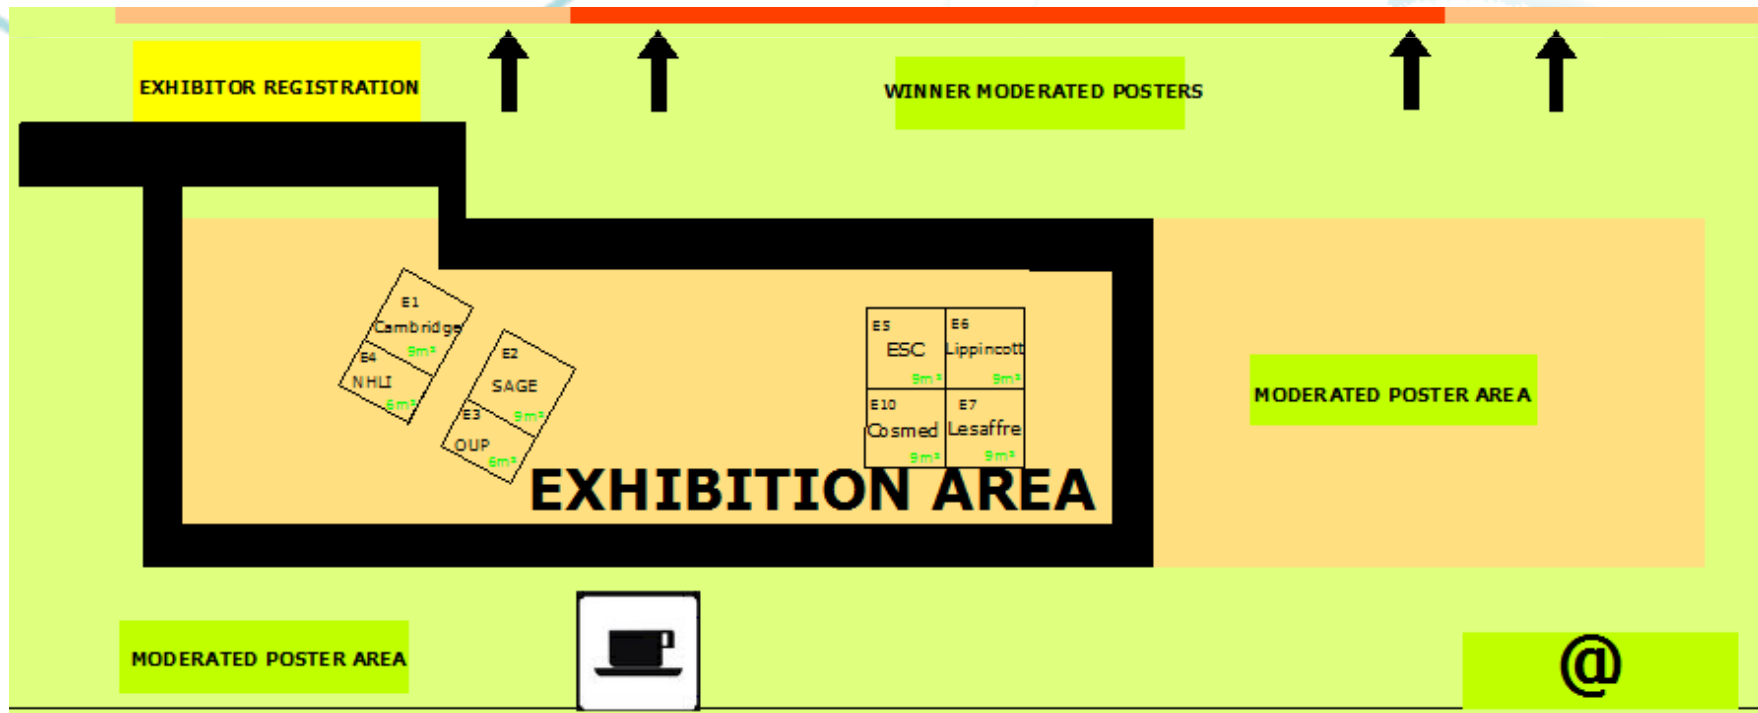 EXHIBITOR REGISTRATION
WINNER MODERATED POSTERS
E1
Cambridge
9m²
E4
NHLI
6m²
E2
SAGE
9m²
E3
OUP
6m²
E5
ESC
9m²
E6
Lippincott
9m²
E10
Cosmed
9m²
E7
Lesaffre
9m²
EXHIBITION AREA
MODERATED POSTER AREA
MODERATED POSTER AREA
@